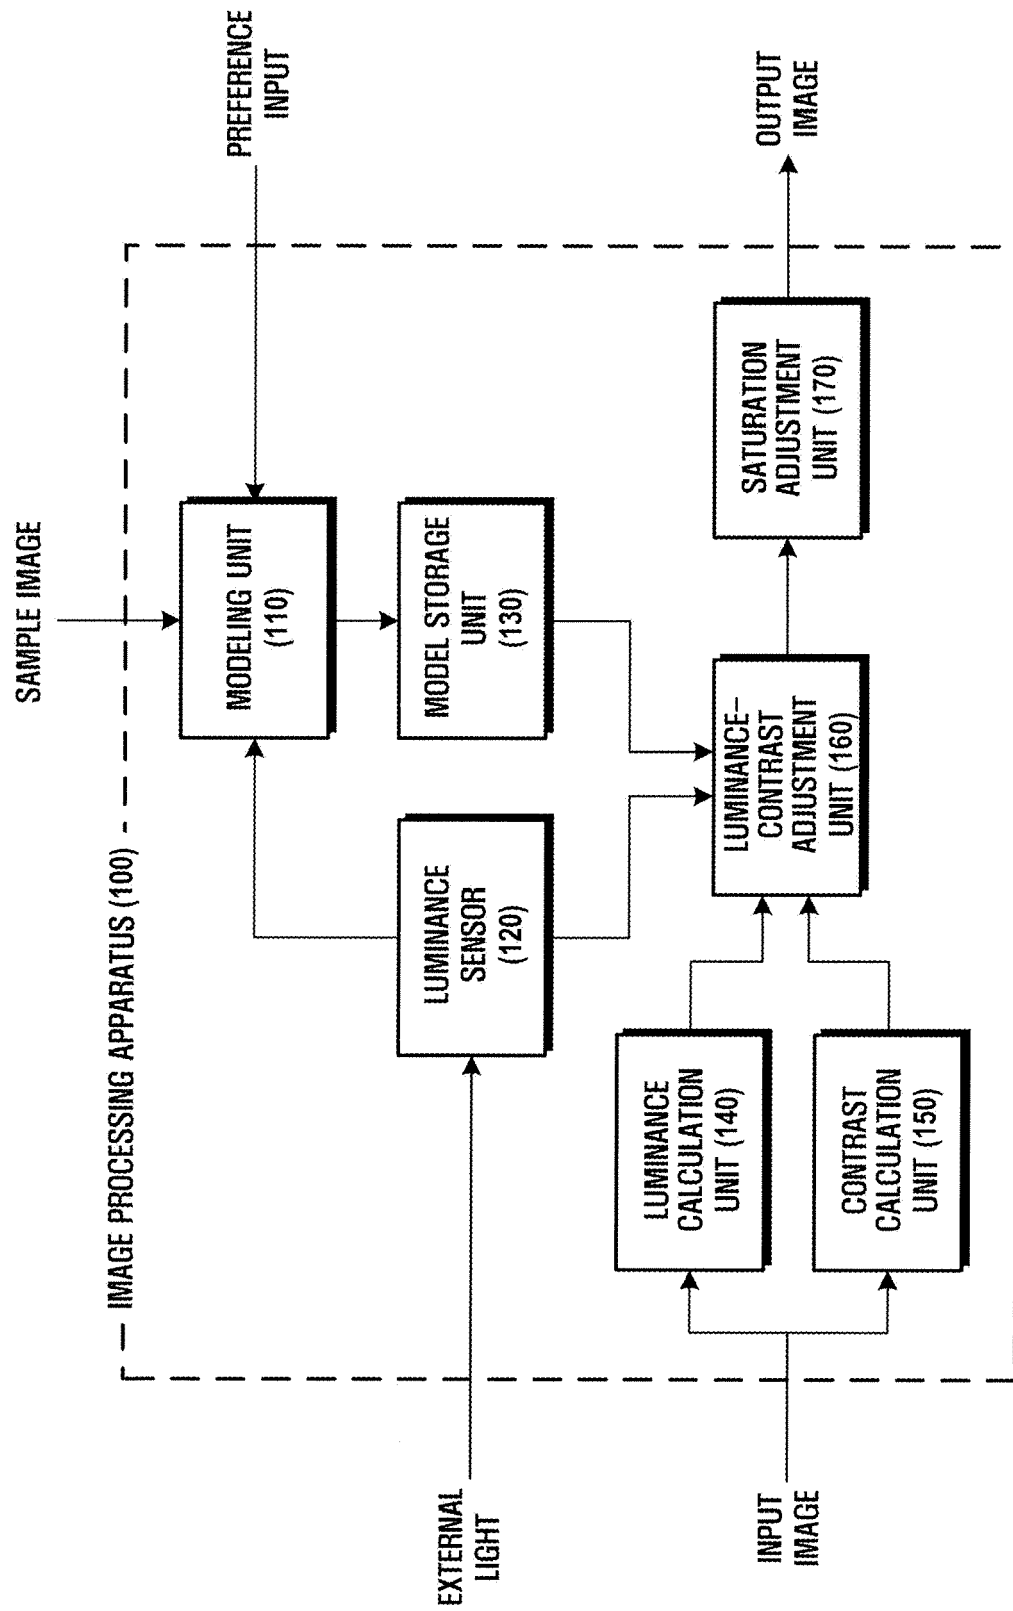 SAMPLE IMAGE
PREFERENCE
INPUT
IMAGE PROCESSING APPARATUS (100)
MODELING UNIT
(110)
EXTERNAL
LIGHT
LUMINANCE
SENSOR
(120)
MODEL STORAGE
UNIT
(130)
INPUT
IMAGE
LUMINANCE
CALCULATION
UNIT (140)
CONTRAST
CALCULATION
UNIT (150)
LUMINANCE–
CONTRAST
ADJUSTMENT
UNIT (160)
SATURATION
ADJUSTMENT
UNIT (170)
OUTPUT
IMAGE